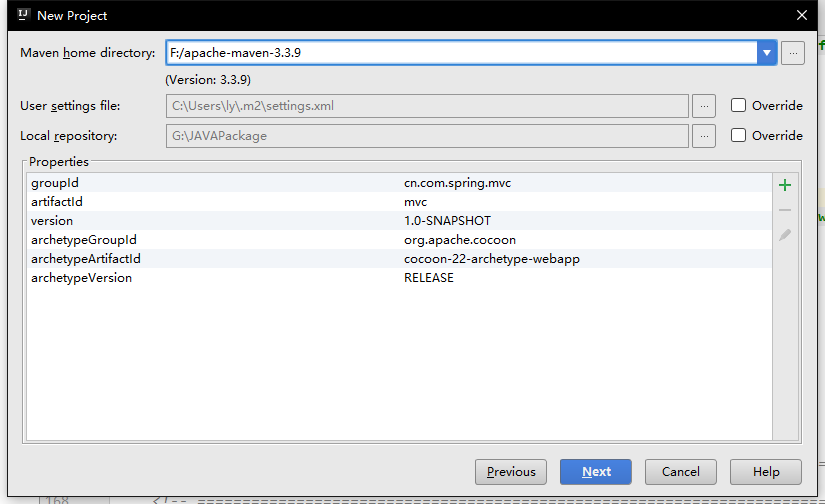 IJ New Project
Maven home directory: F:/apache-maven-3.3.9 ...
(Version: 3.3.9)
User settings file: C:\Users\ly\.m2\settings.xml ... Override
Local repository: G:\JAVAPackage ... Override
Properties
groupId cn.com.spring.mvc
artifactId mvc
version 1.0-SNAPSHOT
archetypeGroupId org.apache.cocoon
archetypeArtifactId cocoon-22-archetype-webapp
archetypeVersion RELEASE
Previous Next Cancel Help
168 <!-- ==================================================